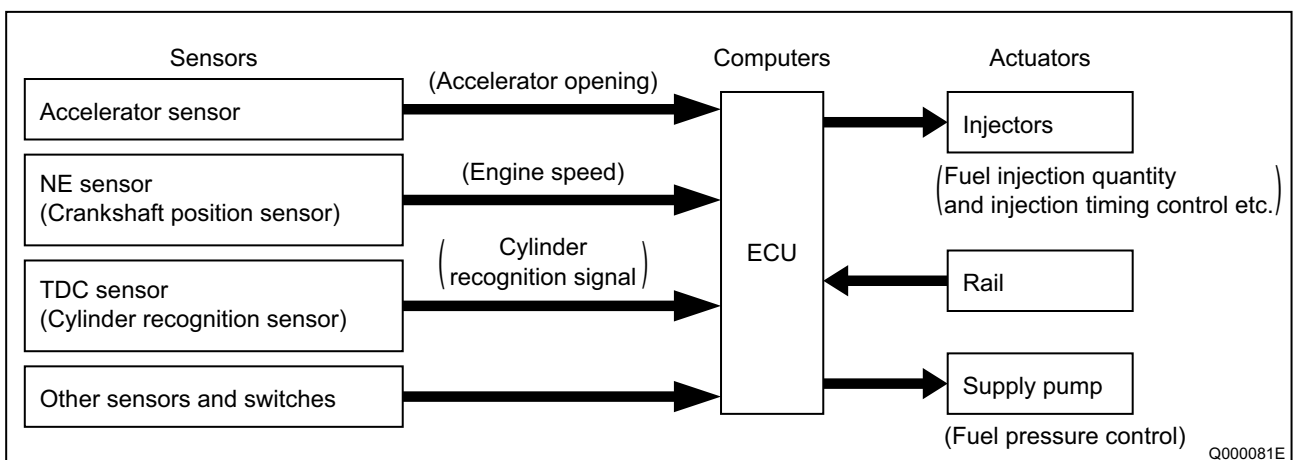 Sensors
Computers
Actuators
Accelerator sensor
(Accelerator opening)
NE sensor
(Crankshaft position sensor)
(Engine speed)
TDC sensor
(Cylinder recognition sensor)
(Cylinder
recognition signal)
Other sensors and switches
ECU
Injectors
(Fuel injection quantity
and injection timing control etc.)
Rail
Supply pump
(Fuel pressure control)
Q000081E